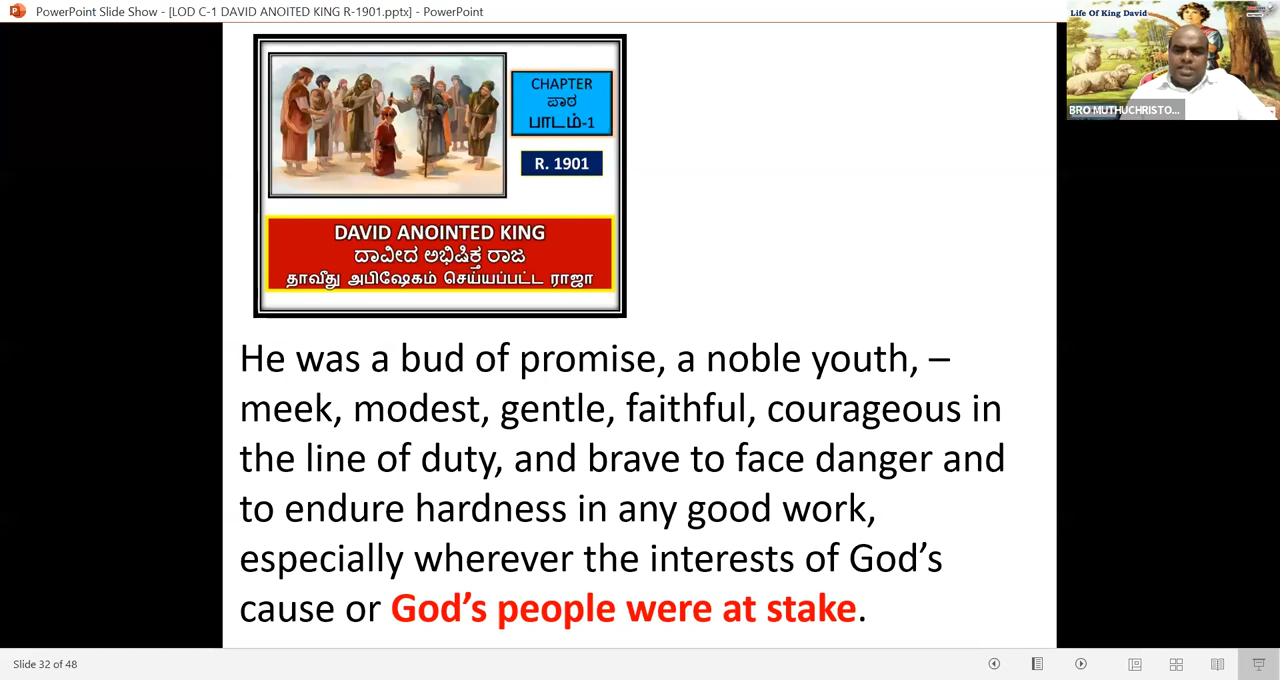 PowerPoint Slide Show - [LOD C-1 DAVID ANOITED KING R-1901.pptx] - PowerPoint
Life Of King David
BRO MUTHUCHRISTO...
CHAPTER
ಪಾಠ
பாடம்-1
R. 1901
DAVID ANOINTED KING
ದಾವೀದ ಅಭಿಷಿಕ್ತ ರಾಜ
தாவீது அபிஷேகம் செய்யப்பட்ட ராஜா
He was a bud of promise, a noble youth, –
meek, modest, gentle, faithful, courageous in
the line of duty, and brave to face danger and
to endure hardness in any good work,
especially wherever the interests of God’s
cause or God’s people were at stake.
Slide 32 of 48